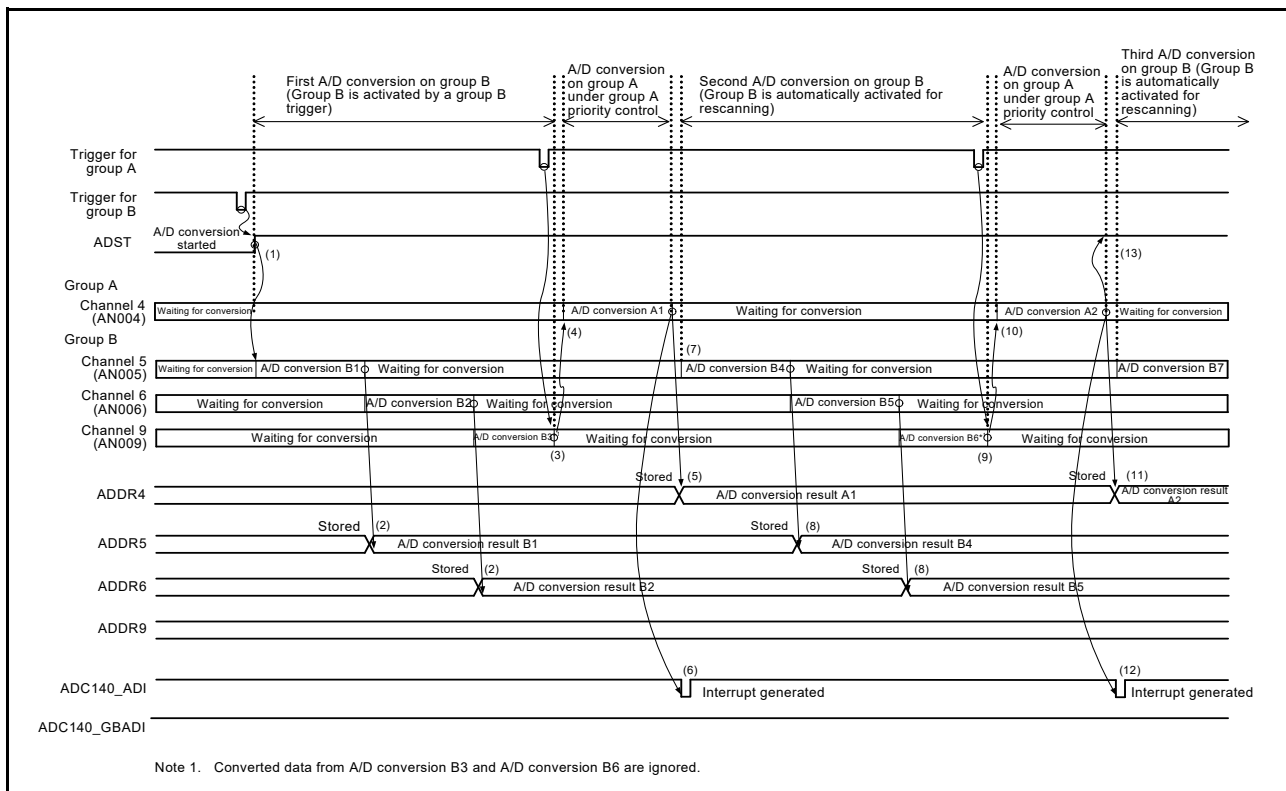 First A/D conversion on group B
(Group B is activated by a group B
trigger)
A/D conversion
on group A
under group A
priority control
Second A/D conversion on group B
(Group B is automatically activated for
rescanning)
A/D conversion
on group A
under group A
priority control
Third A/D conversion
on group B (Group B
is automatically
activated for
rescanning)
Trigger for
group A
Trigger for
group B
ADST
A/D conversion
started
(1)
(13)
Group A
Channel 4
(AN004)
Waiting for conversion
A/D conversion A1
Waiting for conversion
A/D conversion A2
Waiting for conversion
(4)
(10)
Group B
Channel 5
(AN005)
Waiting for conversion
A/D conversion B1
Waiting for conversion
(7)
A/D conversion B4
Waiting for conversion
A/D conversion B7
Channel 6
(AN006)
Waiting for conversion
A/D conversion B2
Waiting for conversion
A/D conversion B5
Waiting for conversion
Channel 9
(AN009)
Waiting for conversion
A/D conversion B3
Waiting for conversion
A/D conversion B6*1
Waiting for conversion
(3)
(9)
ADDR4
Stored
(5)
A/D conversion result A1
Stored
(11)
A/D conversion result
A2
ADDR5
Stored
(2)
A/D conversion result B1
(8)
A/D conversion result B4
ADDR6
Stored
(2)
A/D conversion result B2
Stored
(8)
A/D conversion result B5
ADDR9
ADC140_ADI
(6)
Interrupt generated
(12)
Interrupt generated
ADC140_GBADI
Note 1. Converted data from A/D conversion B3 and A/D conversion B6 are ignored.